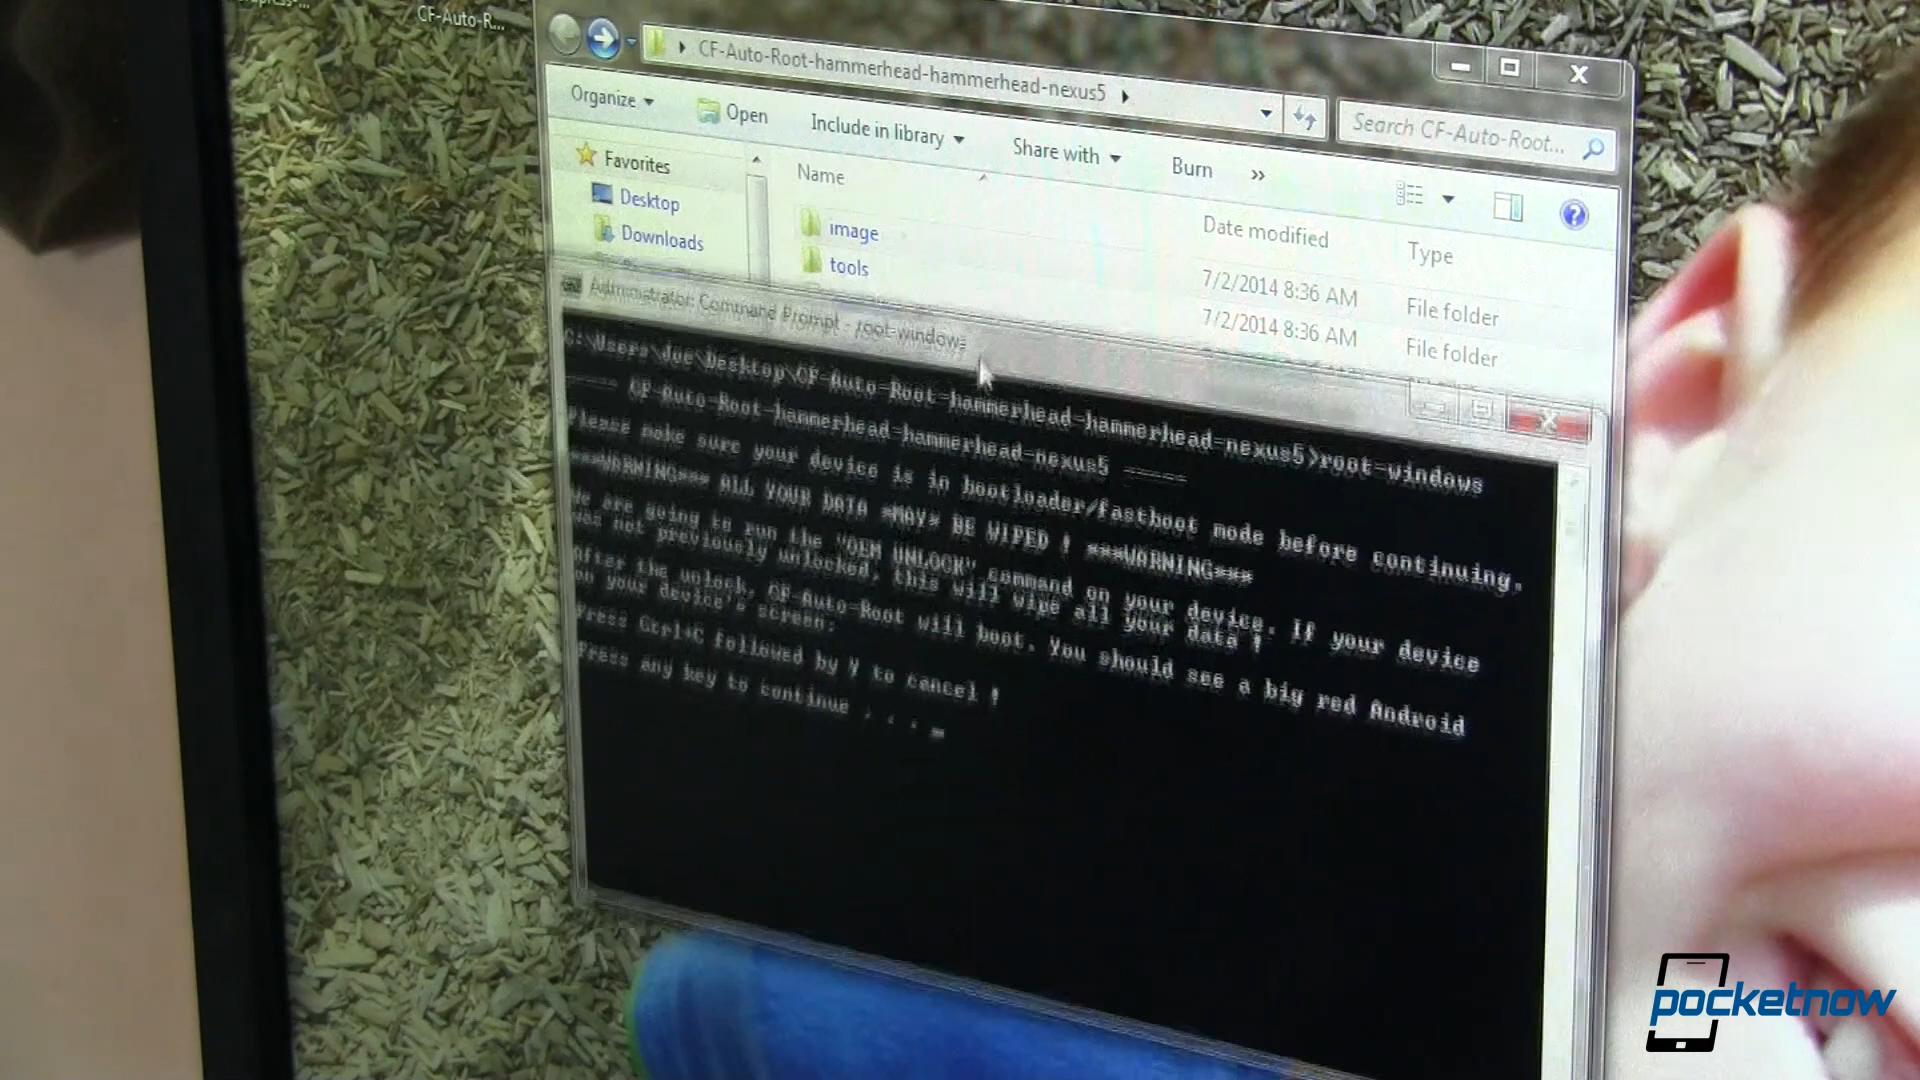 CF-Auto-R...
CF-Auto-Root-hammerhead-hammerhead-nexus5
Search CF-Auto-Root...
Organize
Open
Include in library
Share with
Burn
»
Favorites
Desktop
Downloads
Name
Date modified
Type
image
7/2/2014 8:36 AM
File folder
tools
7/2/2014 8:36 AM
File folder
Administrator: Command Prompt - root-windows
C:\Users\Joe\Desktop\CF-Auto-Root-hammerhead-hammerhead-nexus5>root-windows
----- CF-Auto-Root-hammerhead-hammerhead-nexus5 -----
Please make sure your device is in bootloader/fastboot mode before continuing.
***WARNING*** ALL YOUR DATA *MAY* BE WIPED ! ***WARNING***
We are going to run the "OEM UNLOCK" command on your device. If your device
was not previously unlocked, this will wipe all your data !
After the unlock, CF-Auto-Root will boot. You should see a big red Android
on your device's screen.
Press Ctrl+C followed by Y to cancel !
Press any key to continue . . . _
pocketnow